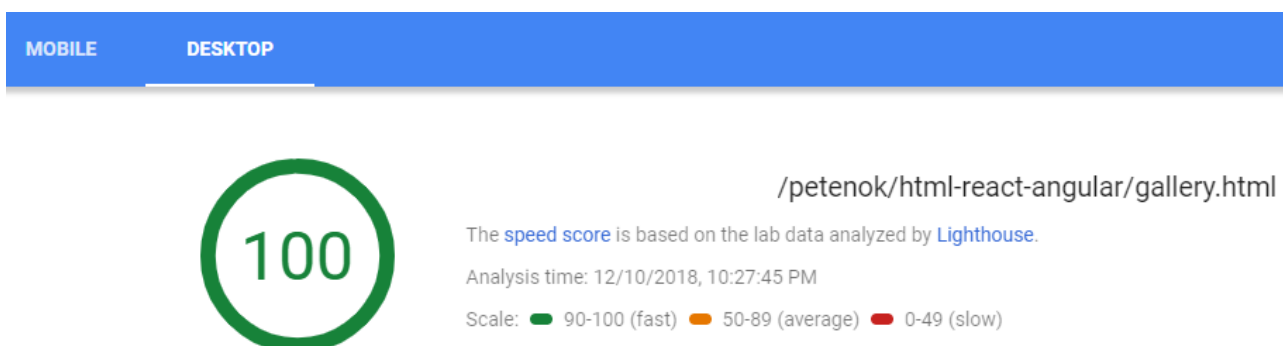 MOBILE DESKTOP
/petenok/html-react-angular/gallery.html
100
The speed score is based on the lab data analyzed by Lighthouse.
Analysis time: 12/10/2018, 10:27:45 PM
Scale: 90-100 (fast) 50-89 (average) 0-49 (slow)